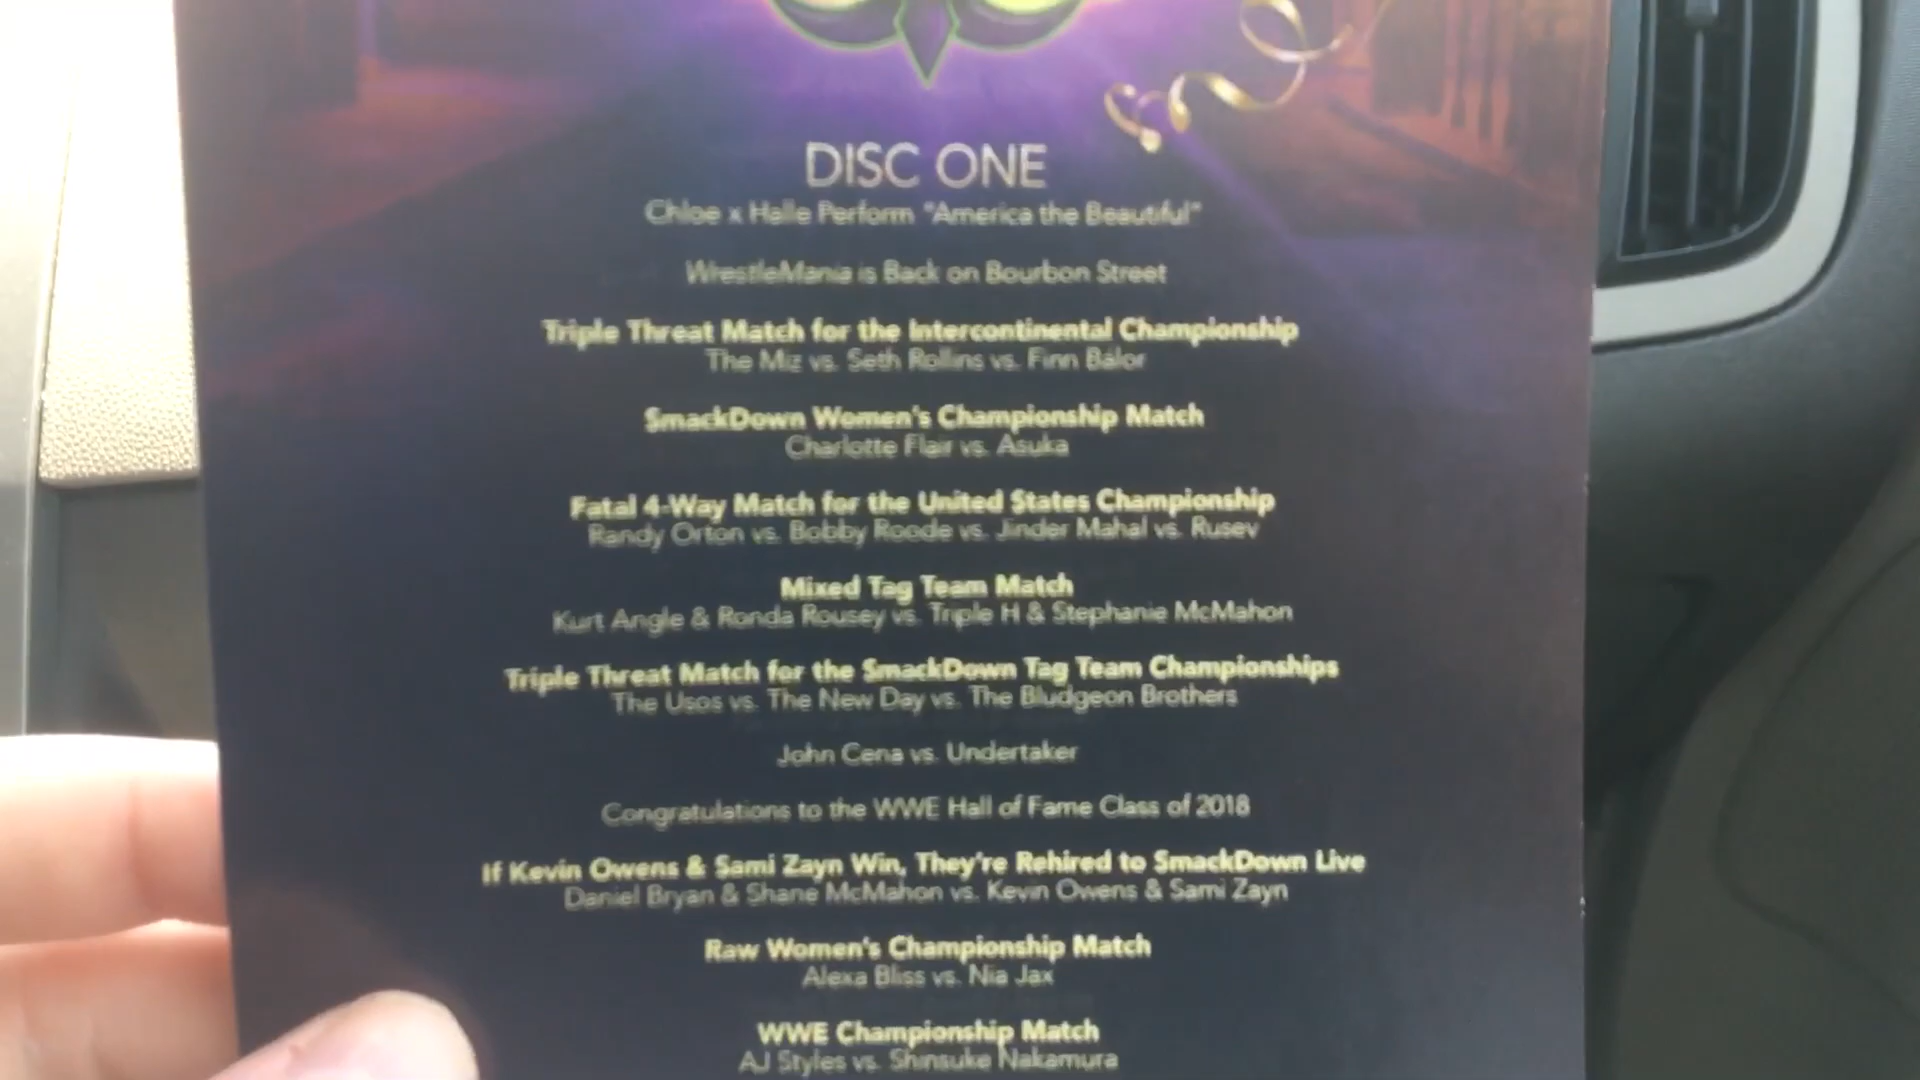 DISC ONE
Chloe x Halle Perform "America the Beautiful"
WrestleMania is Back on Bourbon Street
Triple Threat Match for the Intercontinental Championship
The Miz vs. Seth Rollins vs. Finn Bálor
SmackDown Women's Championship Match
Charlotte Flair vs. Asuka
Fatal 4-Way Match for the United States Championship
Randy Orton vs. Bobby Roode vs. Jinder Mahal vs. Rusev
Mixed Tag Team Match
Kurt Angle & Ronda Rousey vs. Triple H & Stephanie McMahon
Triple Threat Match for the SmackDown Tag Team Championships
The Usos vs. The New Day vs. The Bludgeon Brothers
John Cena vs. Undertaker
Congratulations to the WWE Hall of Fame Class of 2018
If Kevin Owens & Sami Zayn Win, They're Rehired to SmackDown Live
Daniel Bryan & Shane McMahon vs. Kevin Owens & Sami Zayn
Raw Women's Championship Match
Alexa Bliss vs. Nia Jax
WWE Championship Match
AJ Styles vs. Shinsuke Nakamura